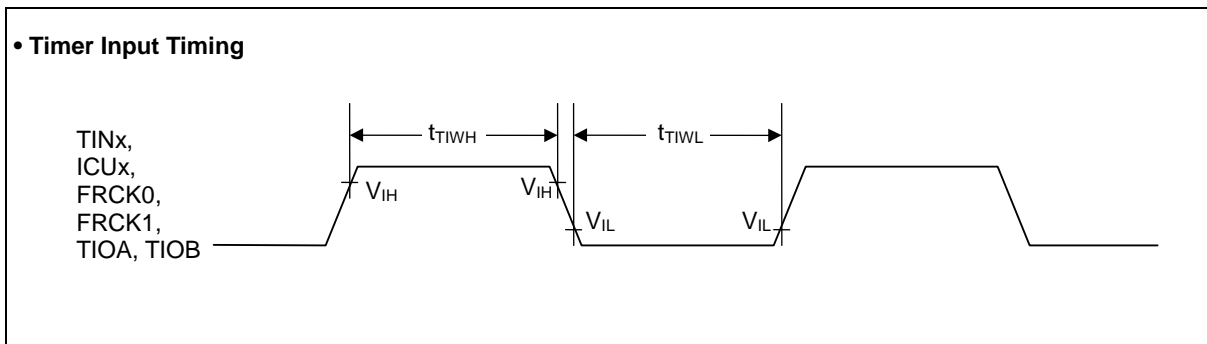 • Timer Input Timing
tTIWH
tTIWL
TINx,
ICUx,
FRCK0,
FRCK1,
TIOA, TIOB
VIH
VIH
VIL
VIL